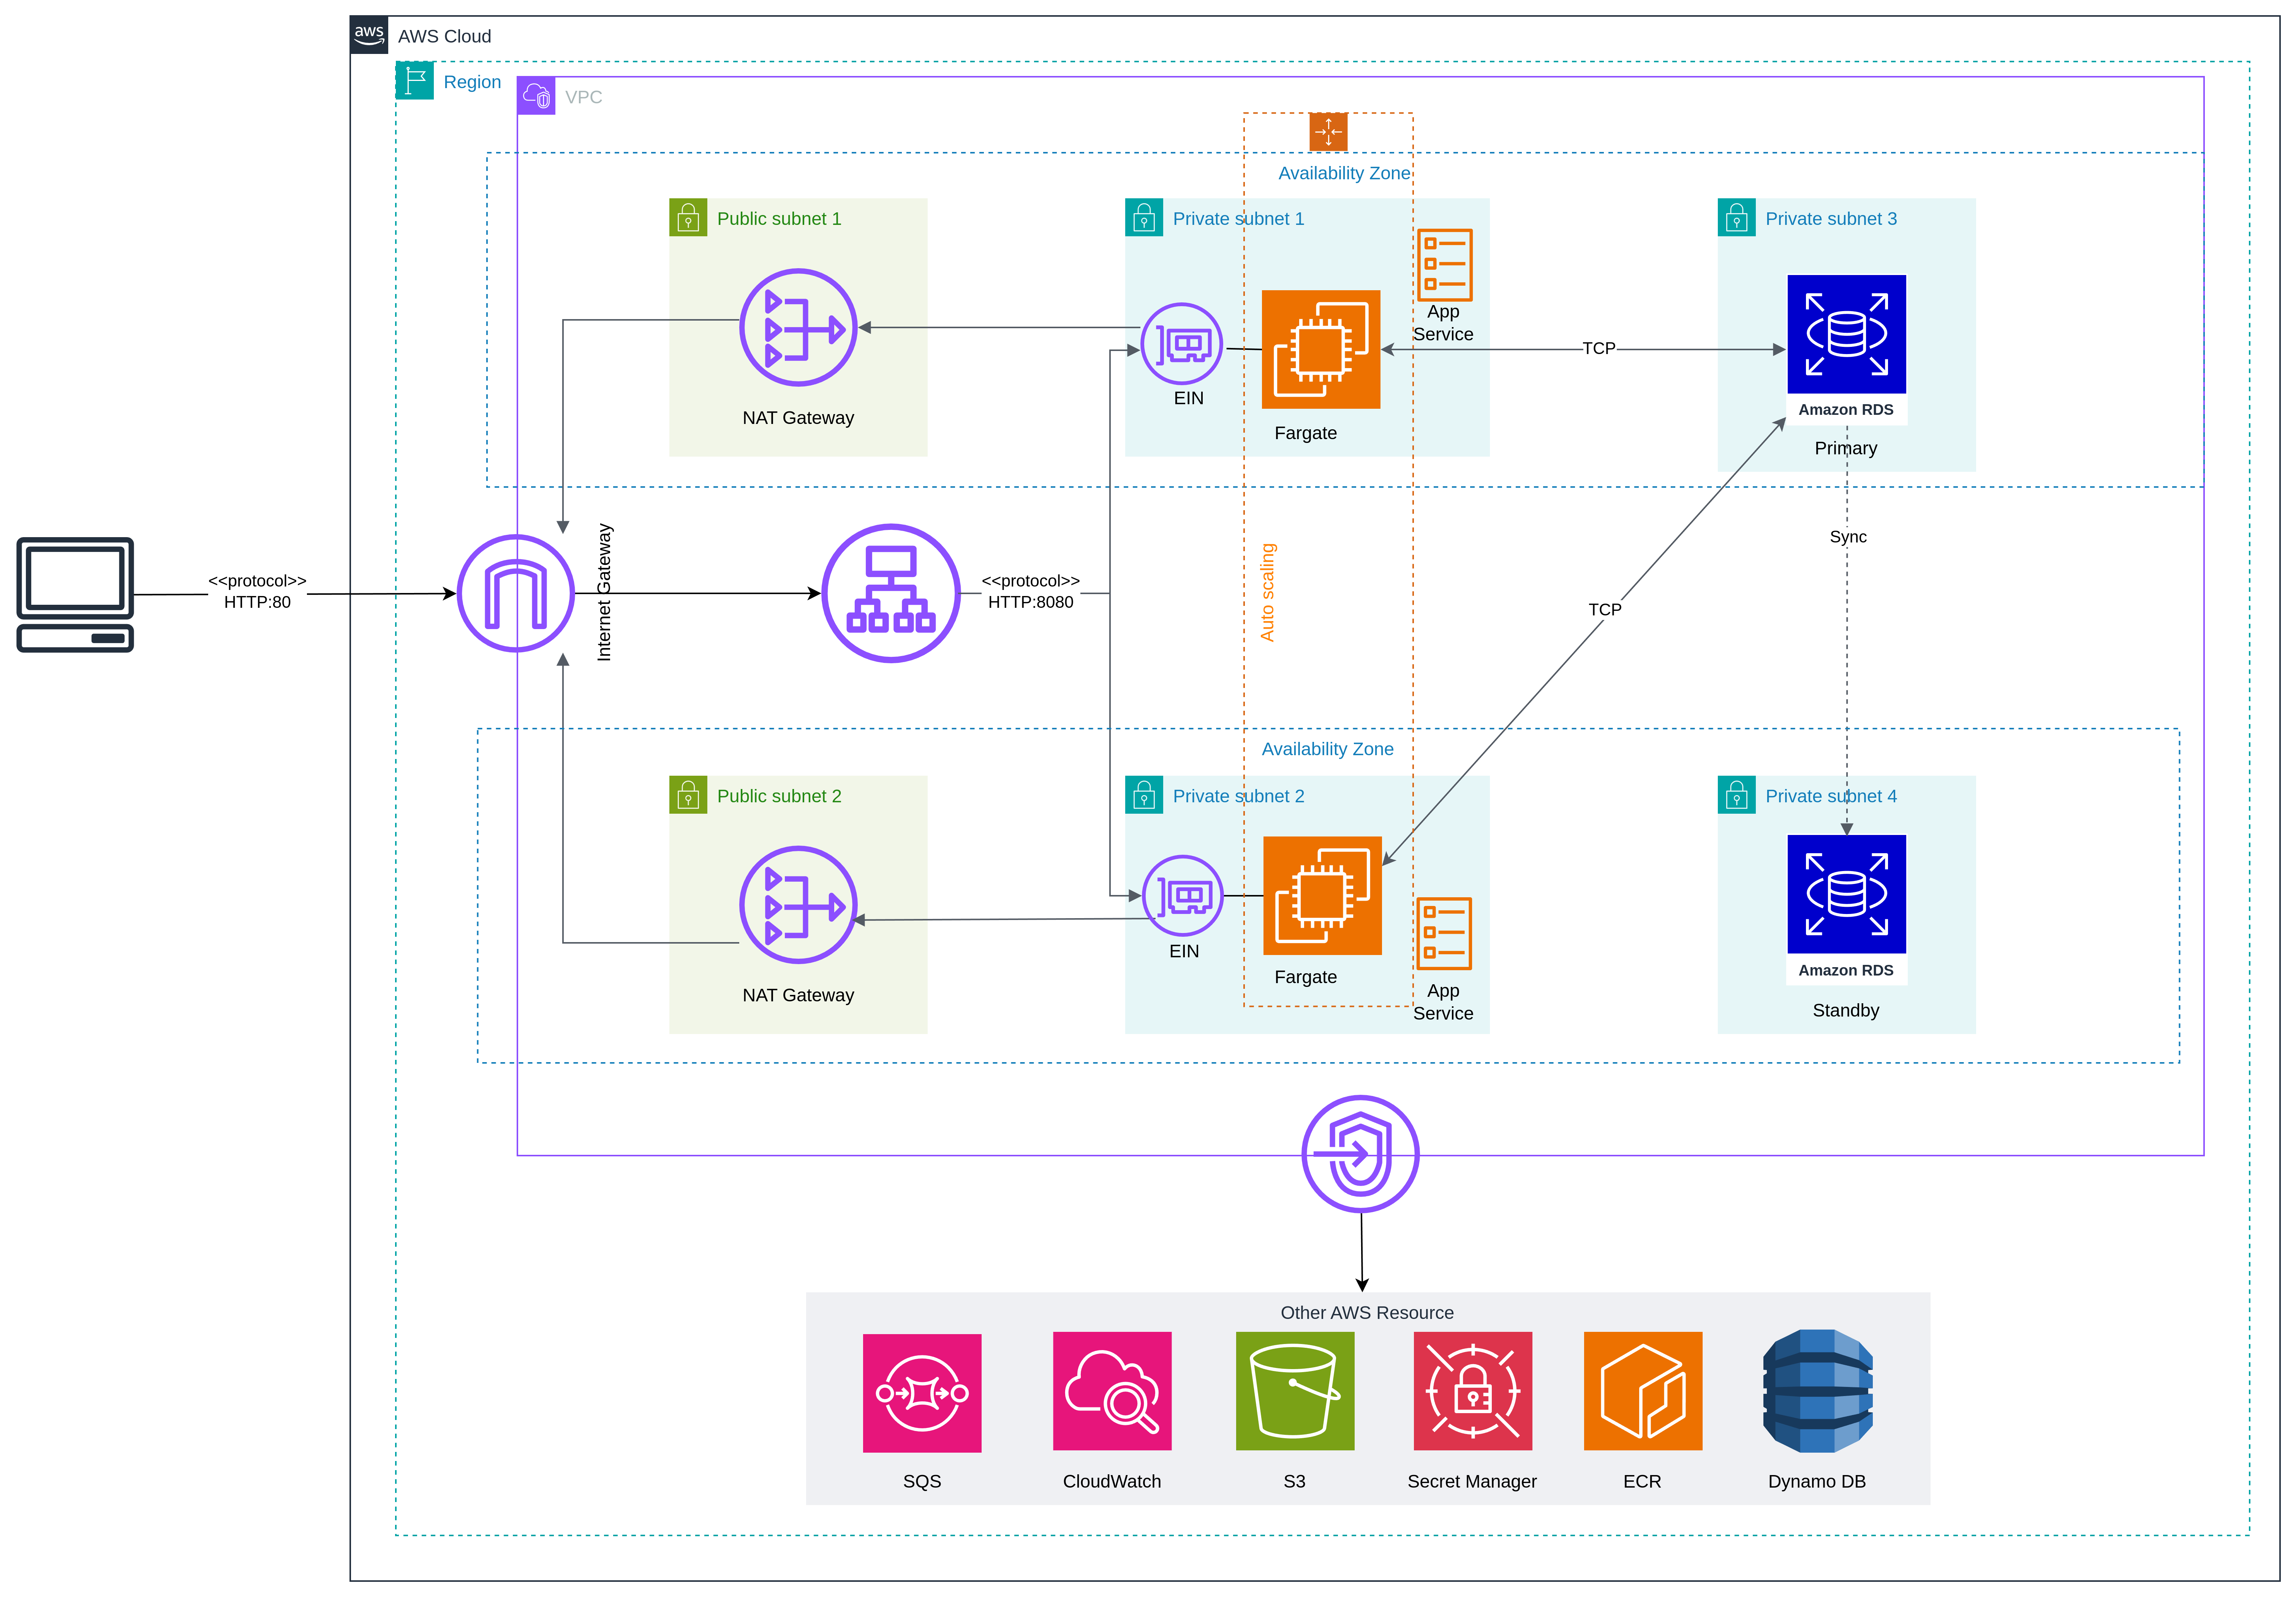 aws
AWS Cloud
Region
VPC
Availability Zone
Public subnet 1
Private subnet 1
Private subnet 3
App
Service
TCP
EIN
Amazon RDS
NAT Gateway
Fargate
Primary
Internet Gateway
Auto scaling
Sync
<<protocol>>
HTTP:80
<<protocol>>
HTTP:8080
TCP
Availability Zone
Public subnet 2
Private subnet 2
Private subnet 4
EIN
Amazon RDS
NAT Gateway
Fargate
App
Service
Standby
Other AWS Resource
SQS
CloudWatch
S3
Secret Manager
ECR
Dynamo DB